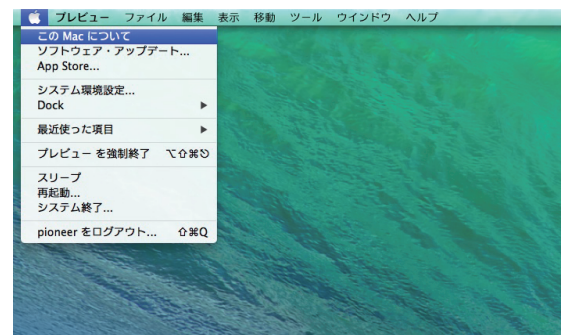 プレビュー ファイル 編集 表示 移動 ツール ウインドウ ヘルプ
この Mac について
ソフトウェア・アップデート...
App Store...
システム環境設定...
Dock ▶
最近使った項目 ▶
プレビュー を強制終了 ⌥⇧⌘⎋
スリープ
再起動...
システム終了...
pioneer をログアウト... ⇧⌘Q